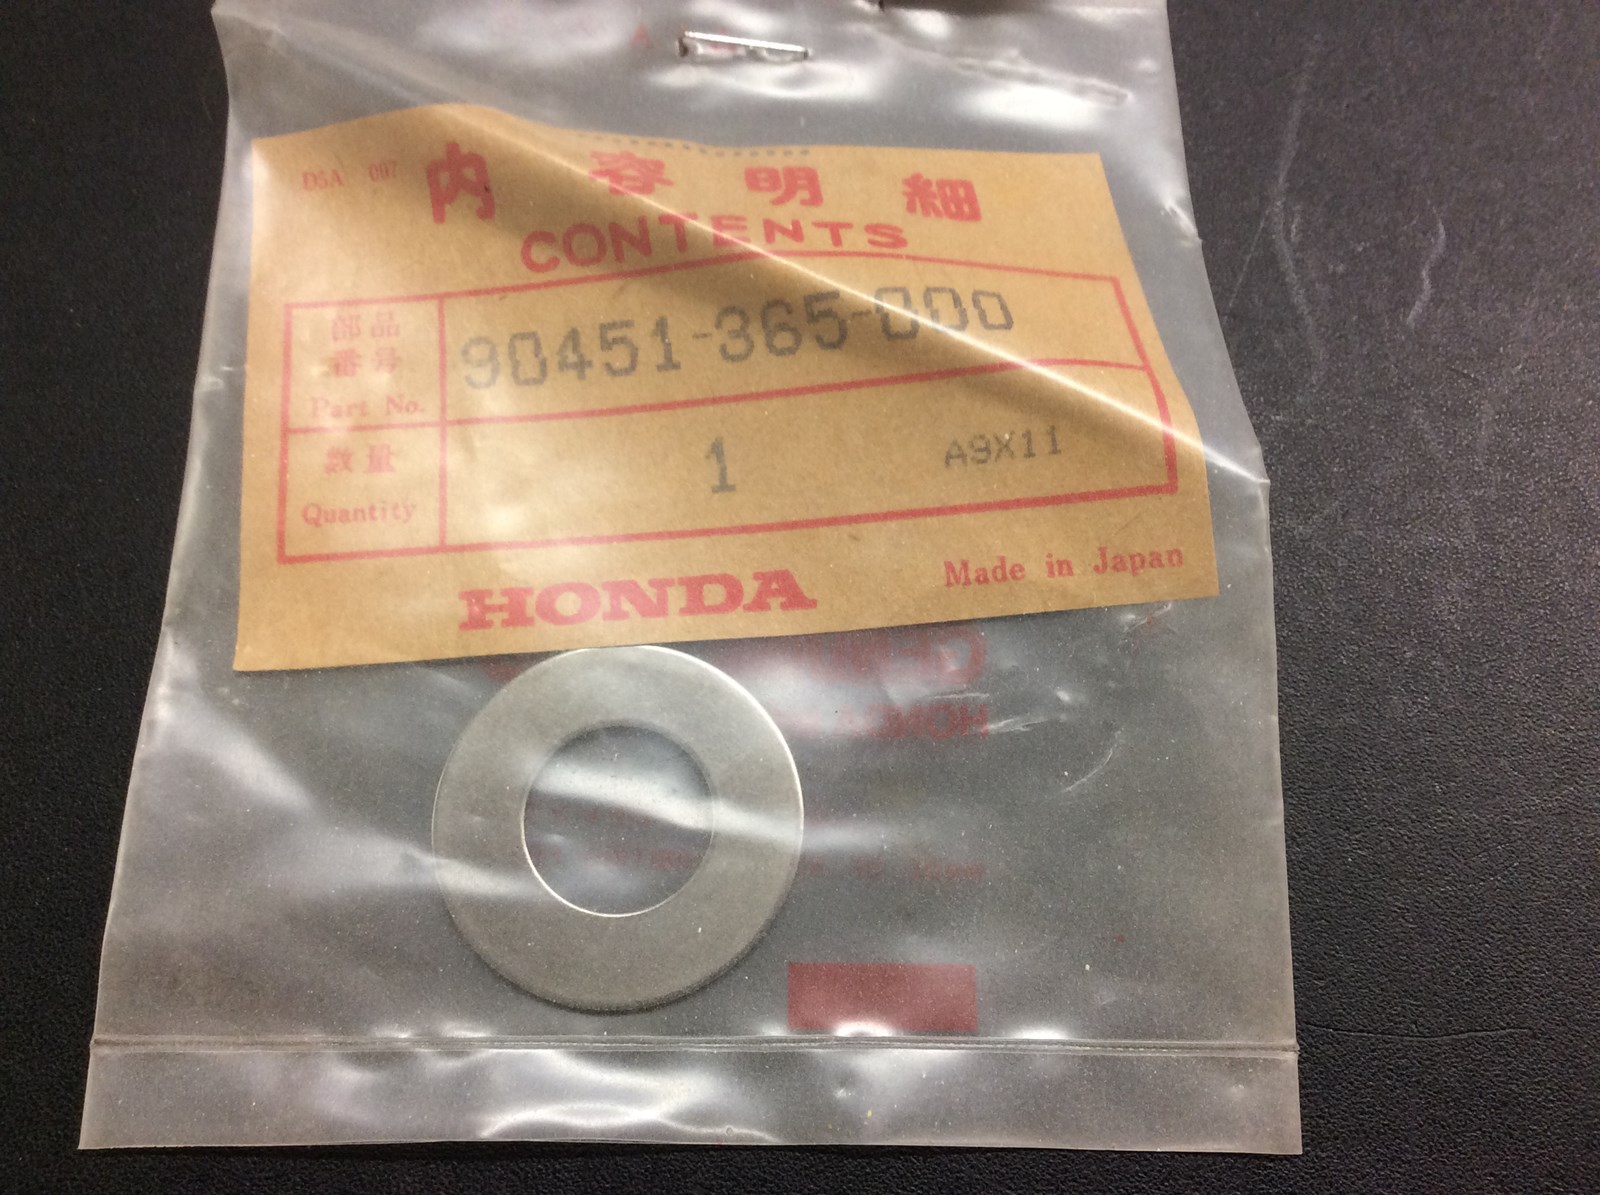 D5A 007
内容明細
CONTENTS
部品
番号
Part No.
90451-365-000
数量
Quantity
1
A9X11
HONDA
Made in Japan